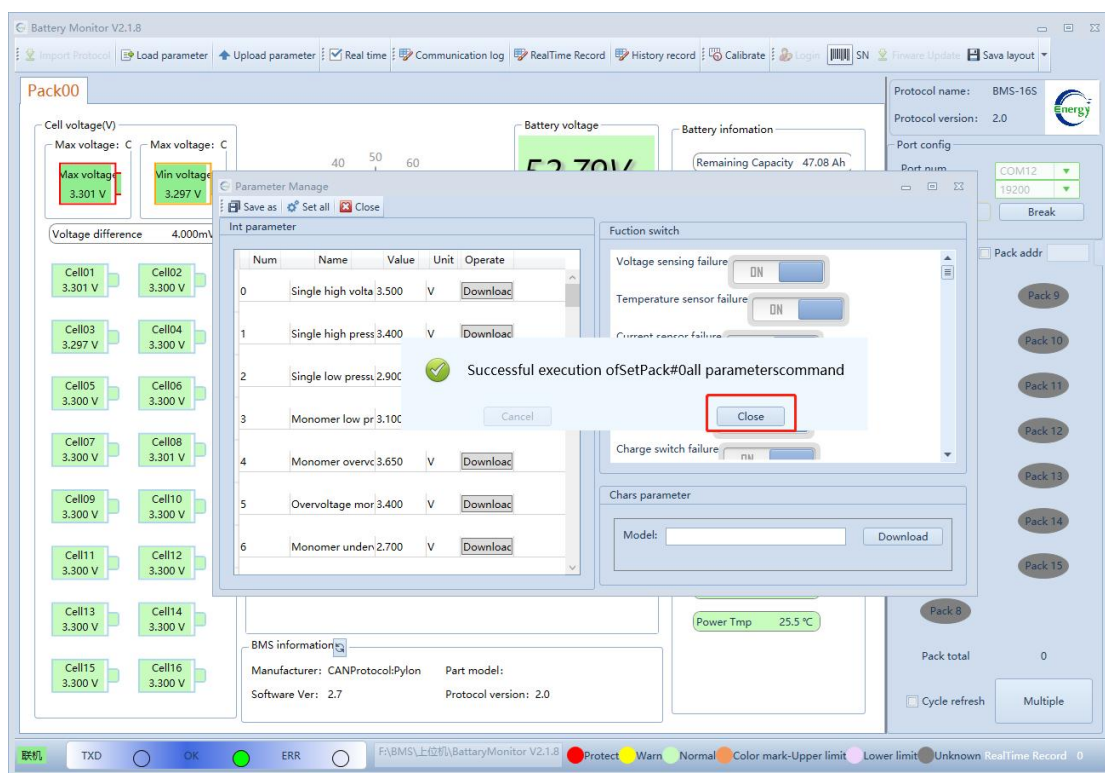 Battery Monitor V2.1.8
Import Protocol Load parameter Upload parameter Real time Communication log RealTime Record History record Calibrate Login SN Finware Update Sava layout
Pack00
Cell voltage(V)
Max voltage: C
Min voltage: C
Max voltage
3.301 V
Min voltage
3.297 V
Voltage difference 4.000mV
Cell01
3.301 V
Cell02
3.300 V
Cell03
3.297 V
Cell04
3.300 V
Cell05
3.300 V
Cell06
3.300 V
Cell07
3.300 V
Cell08
3.301 V
Cell09
3.300 V
Cell10
3.300 V
Cell11
3.300 V
Cell12
3.300 V
Cell13
3.300 V
Cell14
3.300 V
Cell15
3.300 V
Cell16
3.300 V
40 50 60
Battery voltage
52.79V
Battery infomation
Remaining Capacity 47.08 Ah
Parameter Manage
Save as Set all Close
Int parameter
Num Name Value Unit Operate
0 Single high volta 3.500 V Downloac
1 Single high press 3.400 V Downloac
2 Single low pressu 2.900
3 Monomer low pr 3.100
4 Monomer overvc 3.650 V Downloac
5 Overvoltage mor 3.400 V Downloac
6 Monomer underv 2.700 V Downloac
Fuction switch
Voltage sensing failure ON
Temperature sensor failure ON
Current sensor failure
Charge switch failure ON
Successful execution ofSetPack#0all parameterscommand
Cancel Close
Chars parameter
Model: Download
Power Tmp 25.5 ℃
BMS information
Manufacturer: CANProtocol:Pylon Part model:
Software Ver: 2.7 Protocol version: 2.0
Protocol name: BMS-16S
Protocol version: 2.0
Energy
Port config
Port num COM12
19200
Break
Pack addr
Pack 9
Pack 10
Pack 11
Pack 12
Pack 13
Pack 14
Pack 15
Pack 8
Pack total 0
Cycle refresh Multiple
联机 TXD OK ERR F:\BMS\上位机\BattaryMonitor V2.1.8 Protect Warn Normal Color mark-Upper limit Lower limit Unknown RealTime Record 0